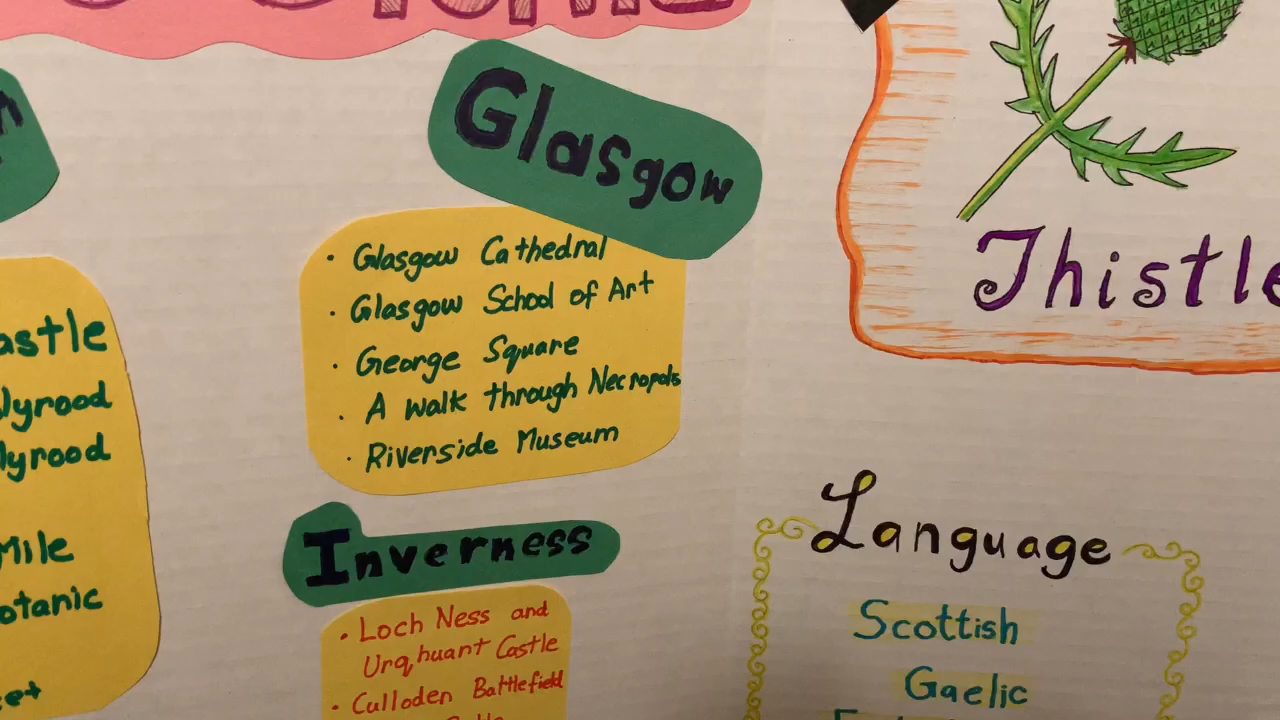 Glasgow
• Glasgow Cathedral
• Glasgow School of Art
• George Square
• A walk through Necropolis
• Riverside Museum
Inverness
• Loch Ness and
Urqhuant Castle
• Culloden Battlefield
Thistle
Language
Scottish
Gaelic
astle
lyrood
lyrood
Mile
otanic